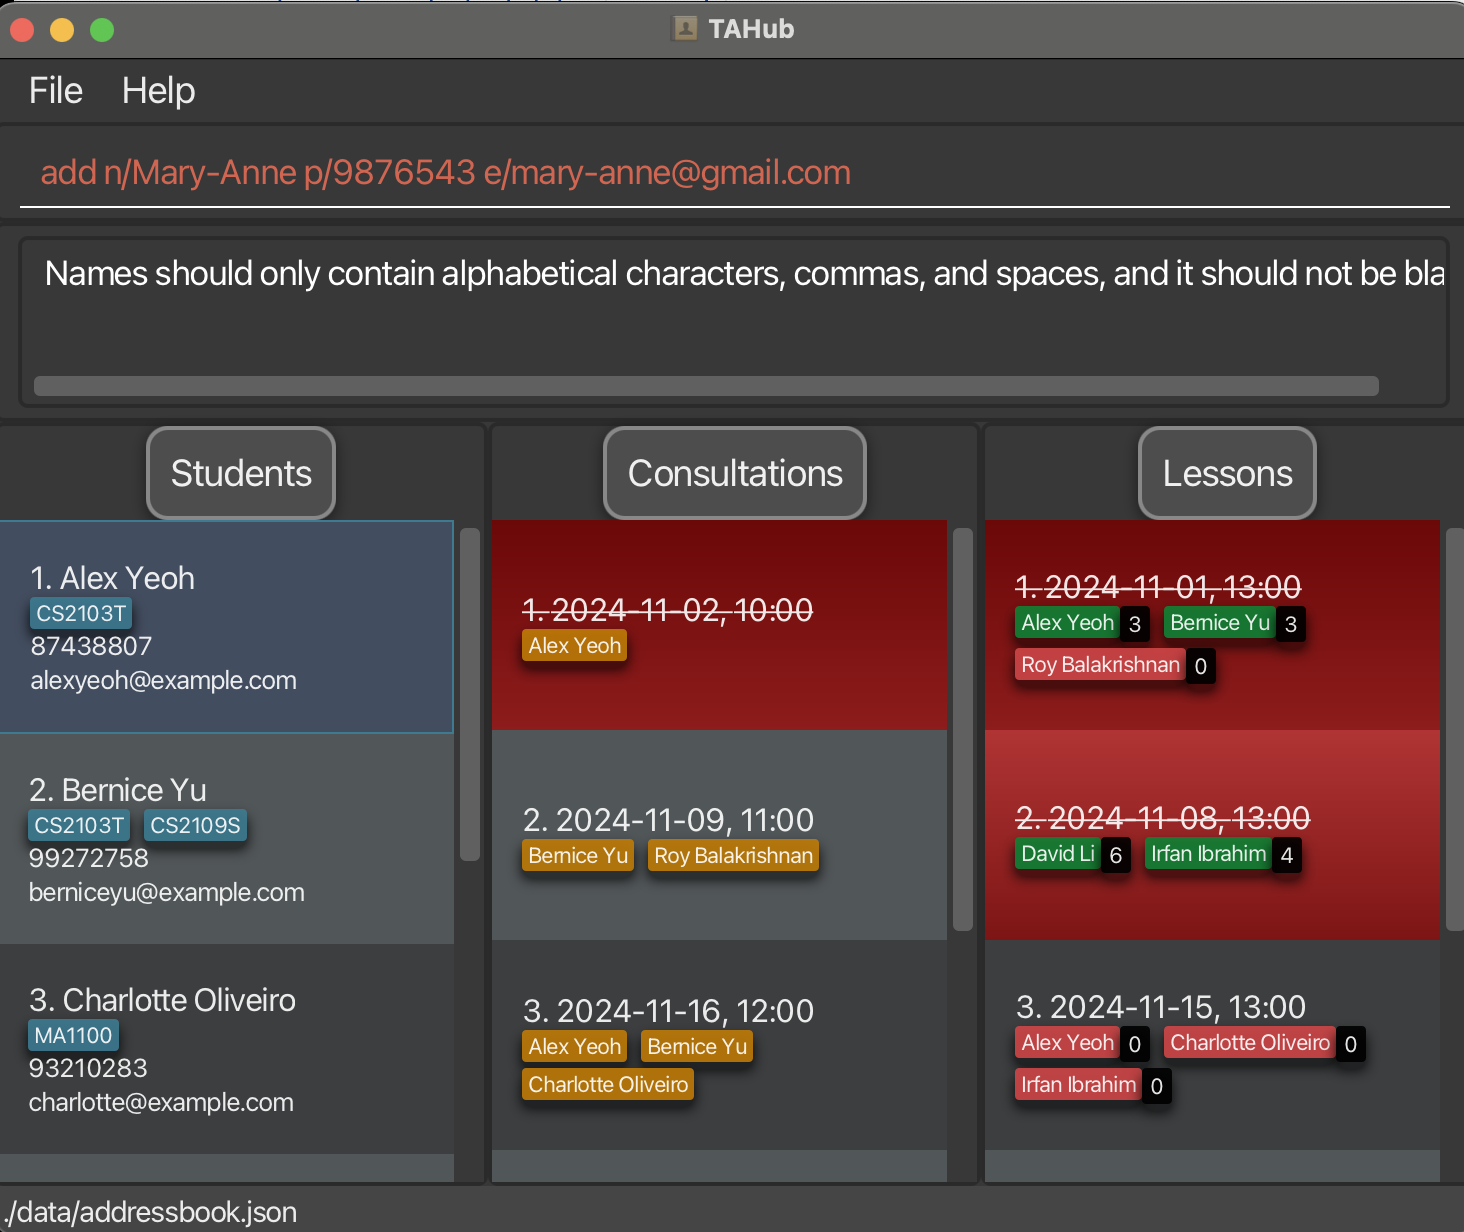 TAHub
File Help
add n/Mary-Anne p/9876543 e/mary-anne@gmail.com
Names should only contain alphabetical characters, commas, and spaces, and it should not be bla
Students
1. Alex Yeoh
CS2103T
87438807
alexyeoh@example.com
2. Bernice Yu
CS2103T CS2109S
99272758
berniceyu@example.com
3. Charlotte Oliveiro
MA1100
93210283
charlotte@example.com
Consultations
1. 2024-11-02, 10:00
Alex Yeoh
2. 2024-11-09, 11:00
Bernice Yu Roy Balakrishnan
3. 2024-11-16, 12:00
Alex Yeoh Bernice Yu
Charlotte Oliveiro
Lessons
1. 2024-11-01, 13:00
Alex Yeoh 3 Bernice Yu 3
Roy Balakrishnan 0
2. 2024-11-08, 13:00
David Li 6 Irfan Ibrahim 4
3. 2024-11-15, 13:00
Alex Yeoh 0 Charlotte Oliveiro 0
Irfan Ibrahim 0
./data/addressbook.json